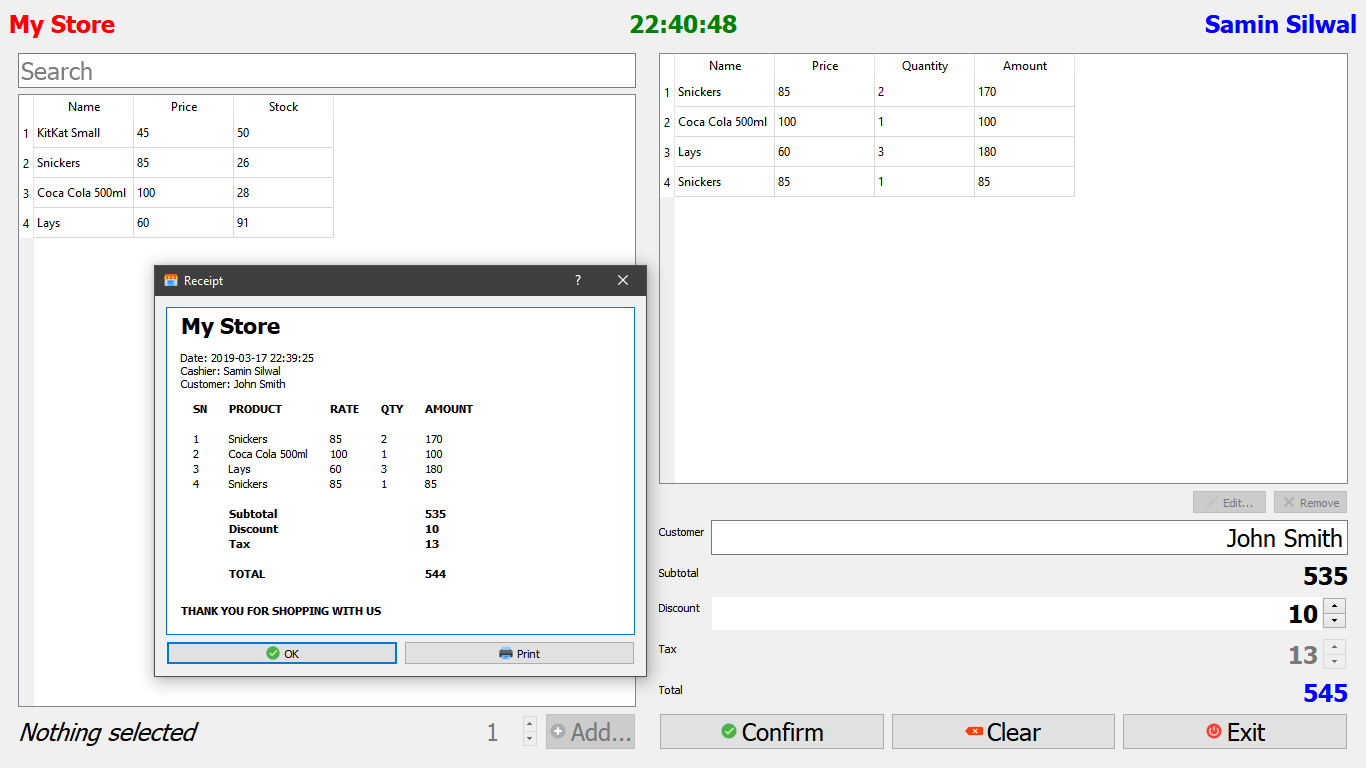 My Store 22:40:48 Samin Silwal
Search
Name Price Stock
1 KitKat Small 45 50
2 Snickers 85 26
3 Coca Cola 500ml 100 28
4 Lays 60 91
Name Price Quantity Amount
1 Snickers 85 2 170
2 Coca Cola 500ml 100 1 100
3 Lays 60 3 180
4 Snickers 85 1 85
Receipt ?
My Store
Date: 2019-03-17 22:39:25
Cashier: Samin Silwal
Customer: John Smith
SN PRODUCT RATE QTY AMOUNT
1 Snickers 85 2 170
2 Coca Cola 500ml 100 1 100
3 Lays 60 3 180
4 Snickers 85 1 85
Subtotal 535
Discount 10
Tax 13
TOTAL 544
THANK YOU FOR SHOPPING WITH US
OK Print
Edit... Remove
Customer John Smith
Subtotal 535
Discount 10
Tax 13
Total 545
Nothing selected 1 Add...
Confirm Clear Exit